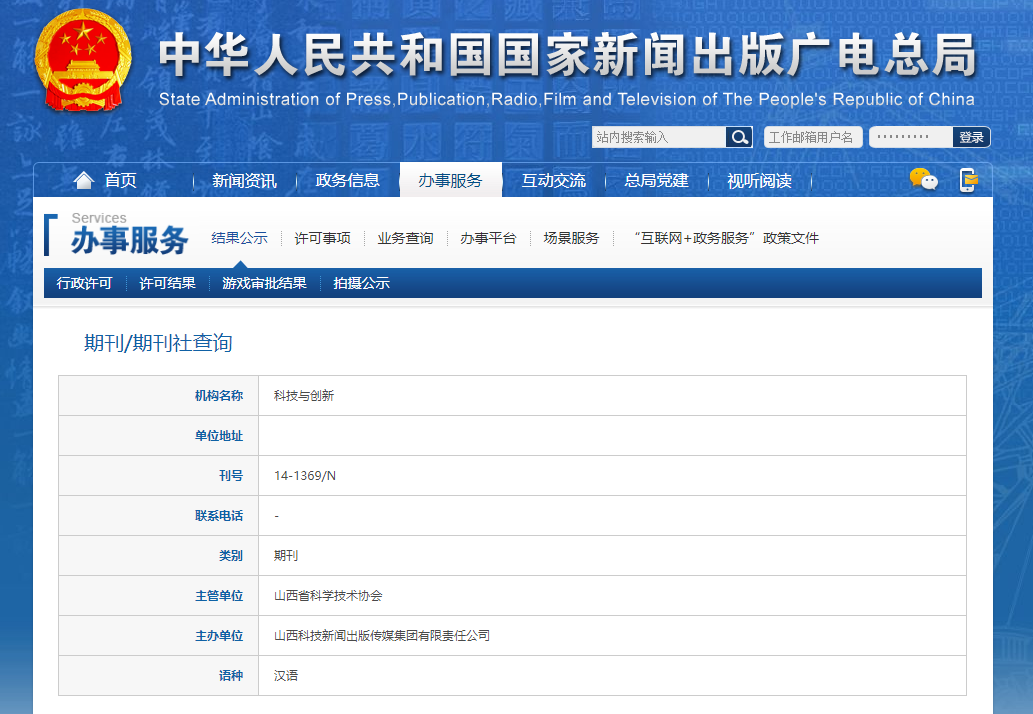 中华人民共和国国家新闻出版广电总局
State Administration of Press,Publication,Radio,Film and Television of The People's Republic of China
站内搜索输入 工作邮箱用户名 ········· 登录
首页 新闻资讯 政务信息 办事服务 互动交流 总局党建 视听阅读
Services
办事服务 结果公示 许可事项 业务查询 办事平台 场景服务 “互联网+政务服务”政策文件
行政许可 许可结果 游戏审批结果 拍摄公示
期刊/期刊社查询
机构名称 科技与创新
单位地址
刊号 14-1369/N
联系电话 -
类别 期刊
主管单位 山西省科学技术协会
主办单位 山西科技新闻出版传媒集团有限责任公司
语种 汉语